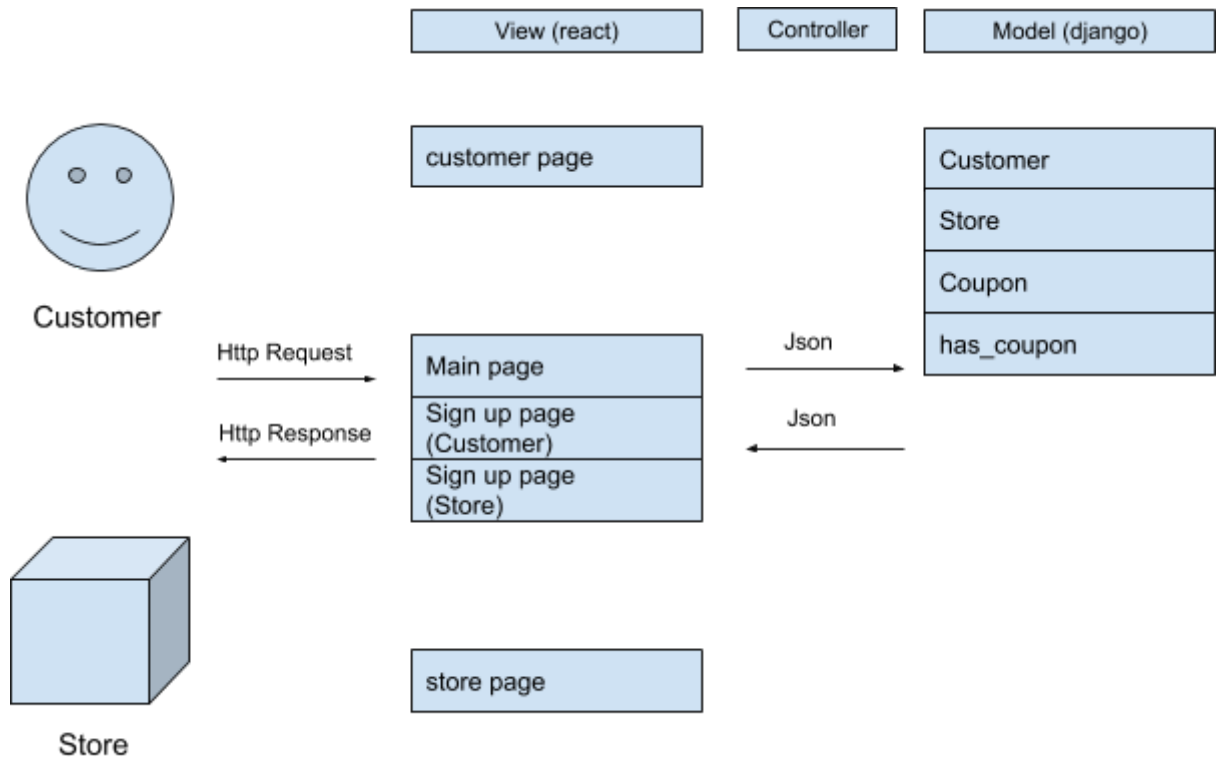 View (react)
Controller
Model (django)
customer page
Customer
Store
Coupon
has_coupon
Customer
Http Request
Http Response
Main page
Sign up page
(Customer)
Sign up page
(Store)
Json
Json
store page
Store